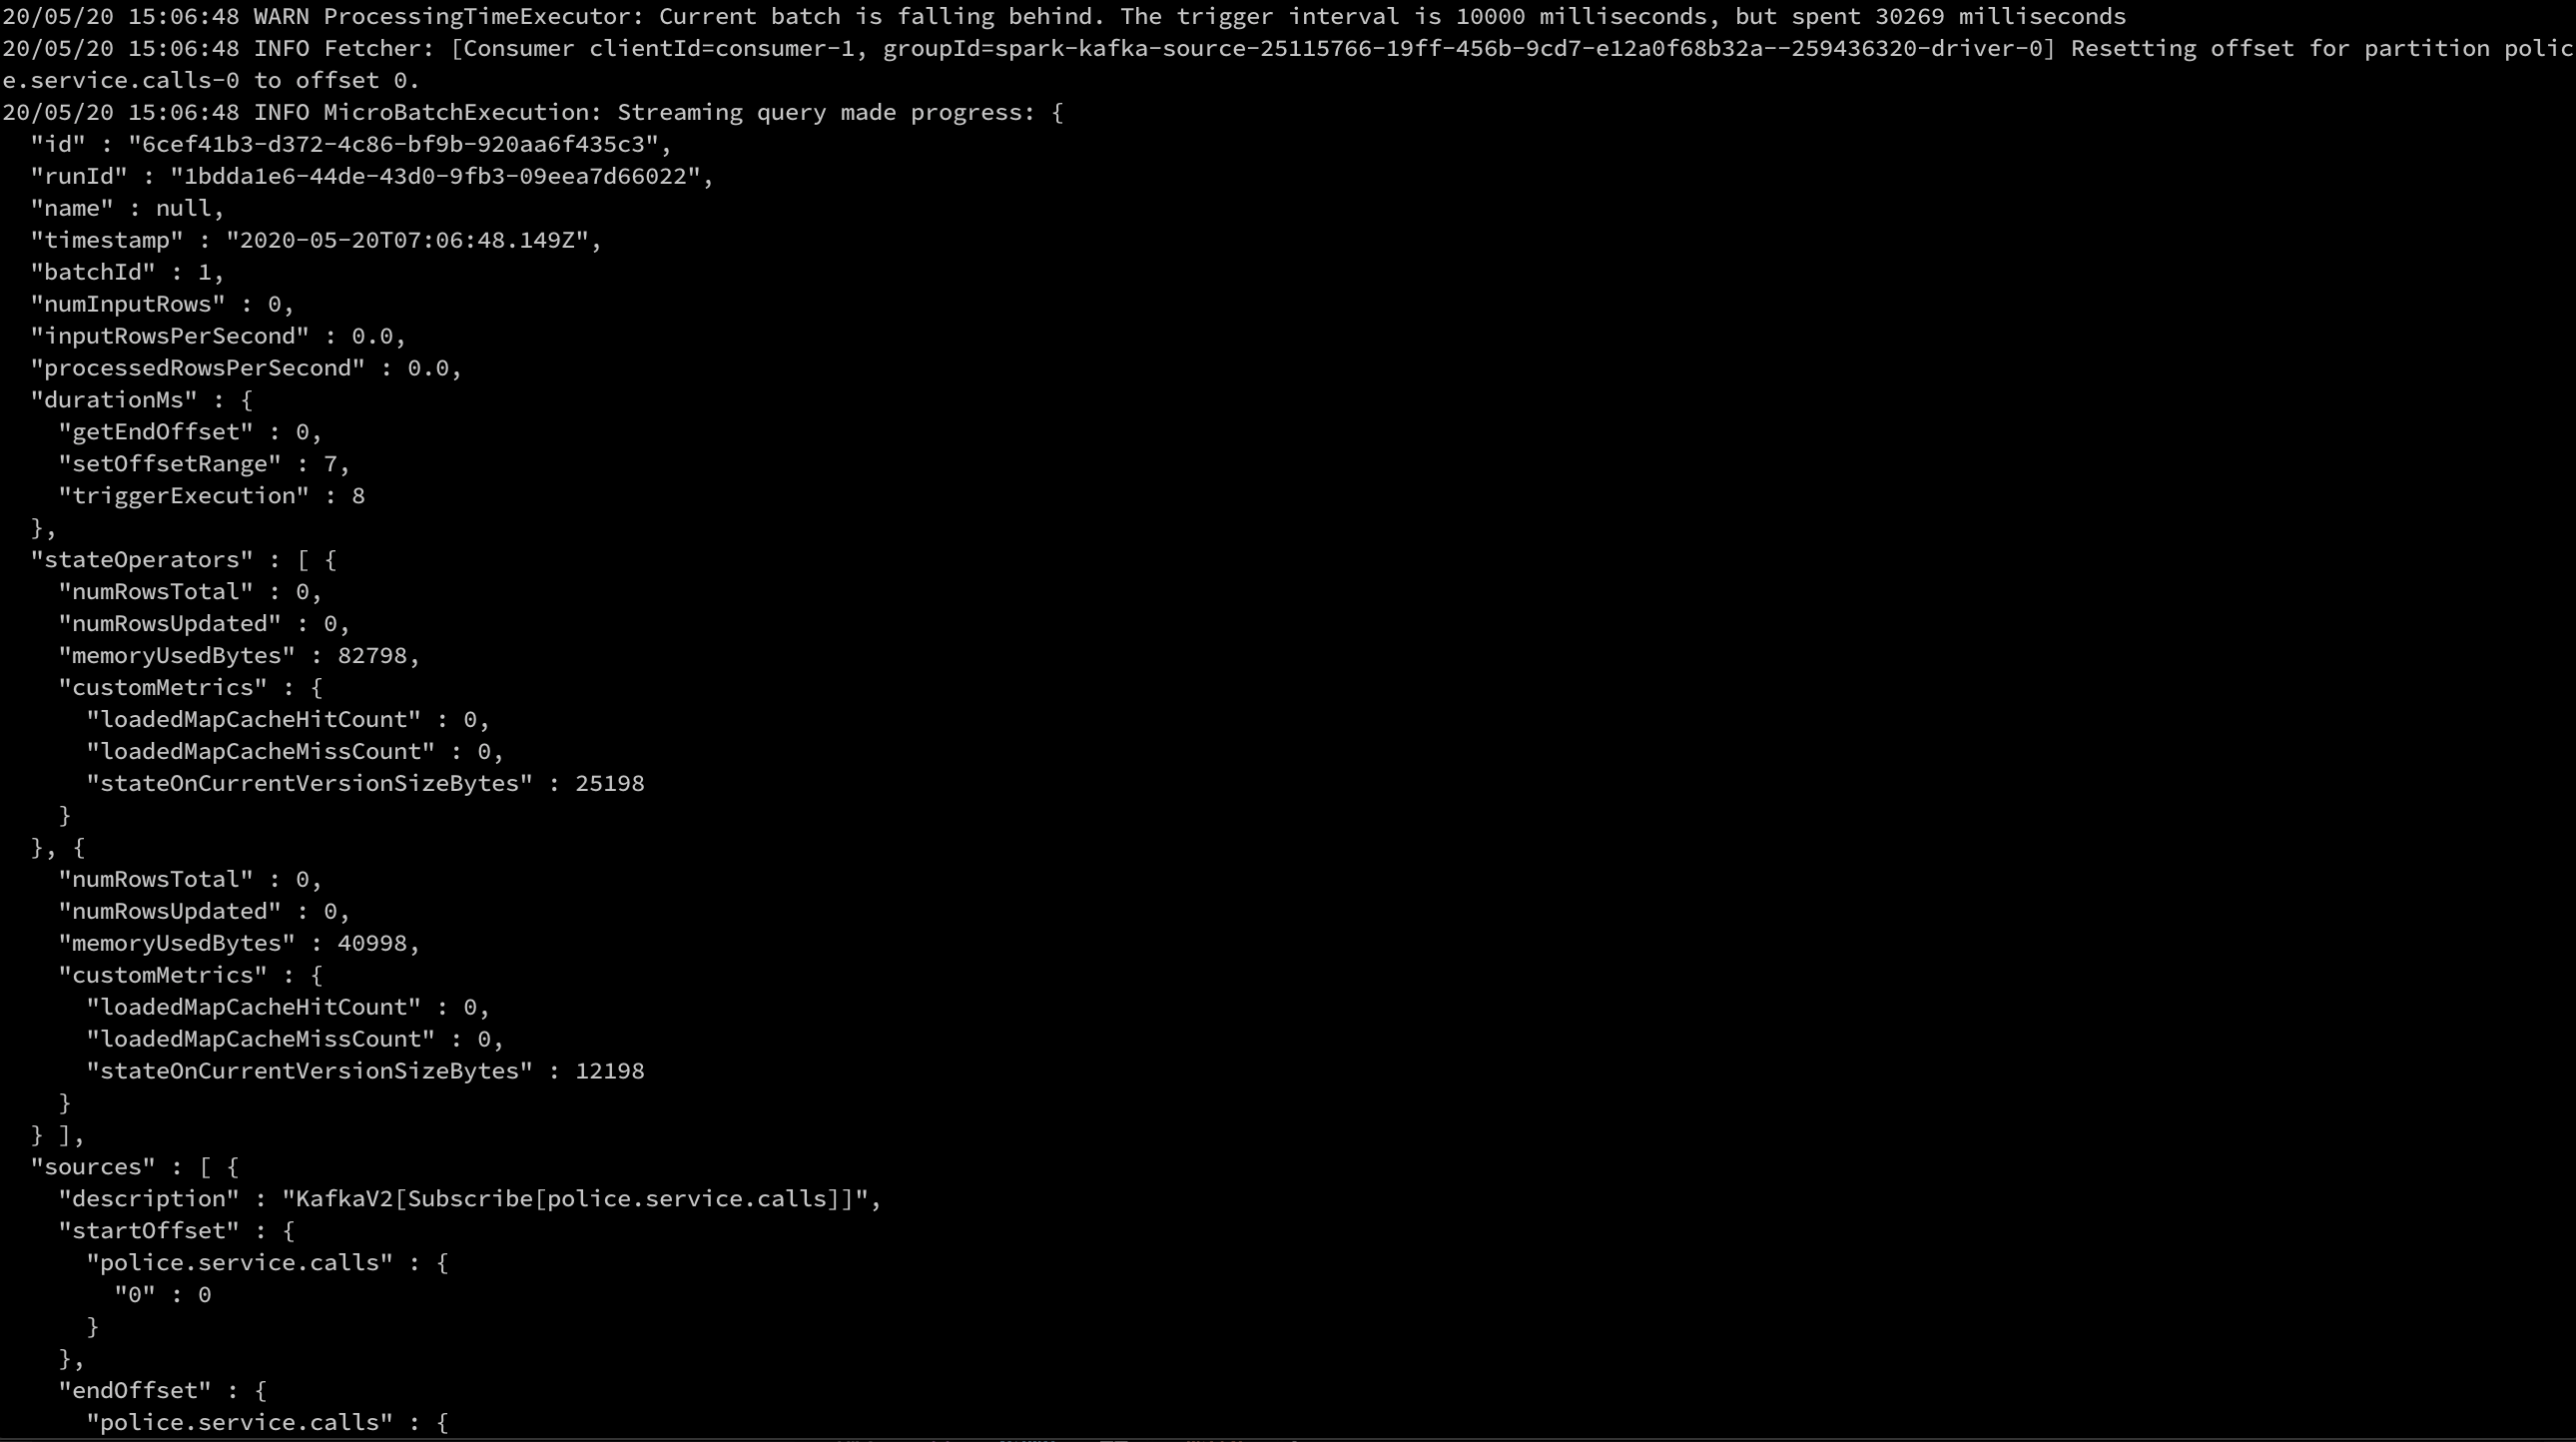 20/05/20 15:06:48 WARN ProcessingTimeExecutor: Current batch is falling behind. The trigger interval is 10000 milliseconds, but spent 30269 milliseconds
20/05/20 15:06:48 INFO Fetcher: [Consumer clientId=consumer-1, groupId=spark-kafka-source-25115766-19ff-456b-9cd7-e12a0f68b32a--259436320-driver-0] Resetting offset for partition polic
e.service.calls-0 to offset 0.
20/05/20 15:06:48 INFO MicroBatchExecution: Streaming query made progress: {
  "id" : "6cef41b3-d372-4c86-bf9b-920aa6f435c3",
  "runId" : "1bdda1e6-44de-43d0-9fb3-09eea7d66022",
  "name" : null,
  "timestamp" : "2020-05-20T07:06:48.149Z",
  "batchId" : 1,
  "numInputRows" : 0,
  "inputRowsPerSecond" : 0.0,
  "processedRowsPerSecond" : 0.0,
  "durationMs" : {
    "getEndOffset" : 0,
    "setOffsetRange" : 7,
    "triggerExecution" : 8
  },
  "stateOperators" : [ {
    "numRowsTotal" : 0,
    "numRowsUpdated" : 0,
    "memoryUsedBytes" : 82798,
    "customMetrics" : {
      "loadedMapCacheHitCount" : 0,
      "loadedMapCacheMissCount" : 0,
      "stateOnCurrentVersionSizeBytes" : 25198
    }
  }, {
    "numRowsTotal" : 0,
    "numRowsUpdated" : 0,
    "memoryUsedBytes" : 40998,
    "customMetrics" : {
      "loadedMapCacheHitCount" : 0,
      "loadedMapCacheMissCount" : 0,
      "stateOnCurrentVersionSizeBytes" : 12198
    }
  } ],
  "sources" : [ {
    "description" : "KafkaV2[Subscribe[police.service.calls]]",
    "startOffset" : {
      "police.service.calls" : {
        "0" : 0
      }
    },
    "endOffset" : {
      "police.service.calls" : {